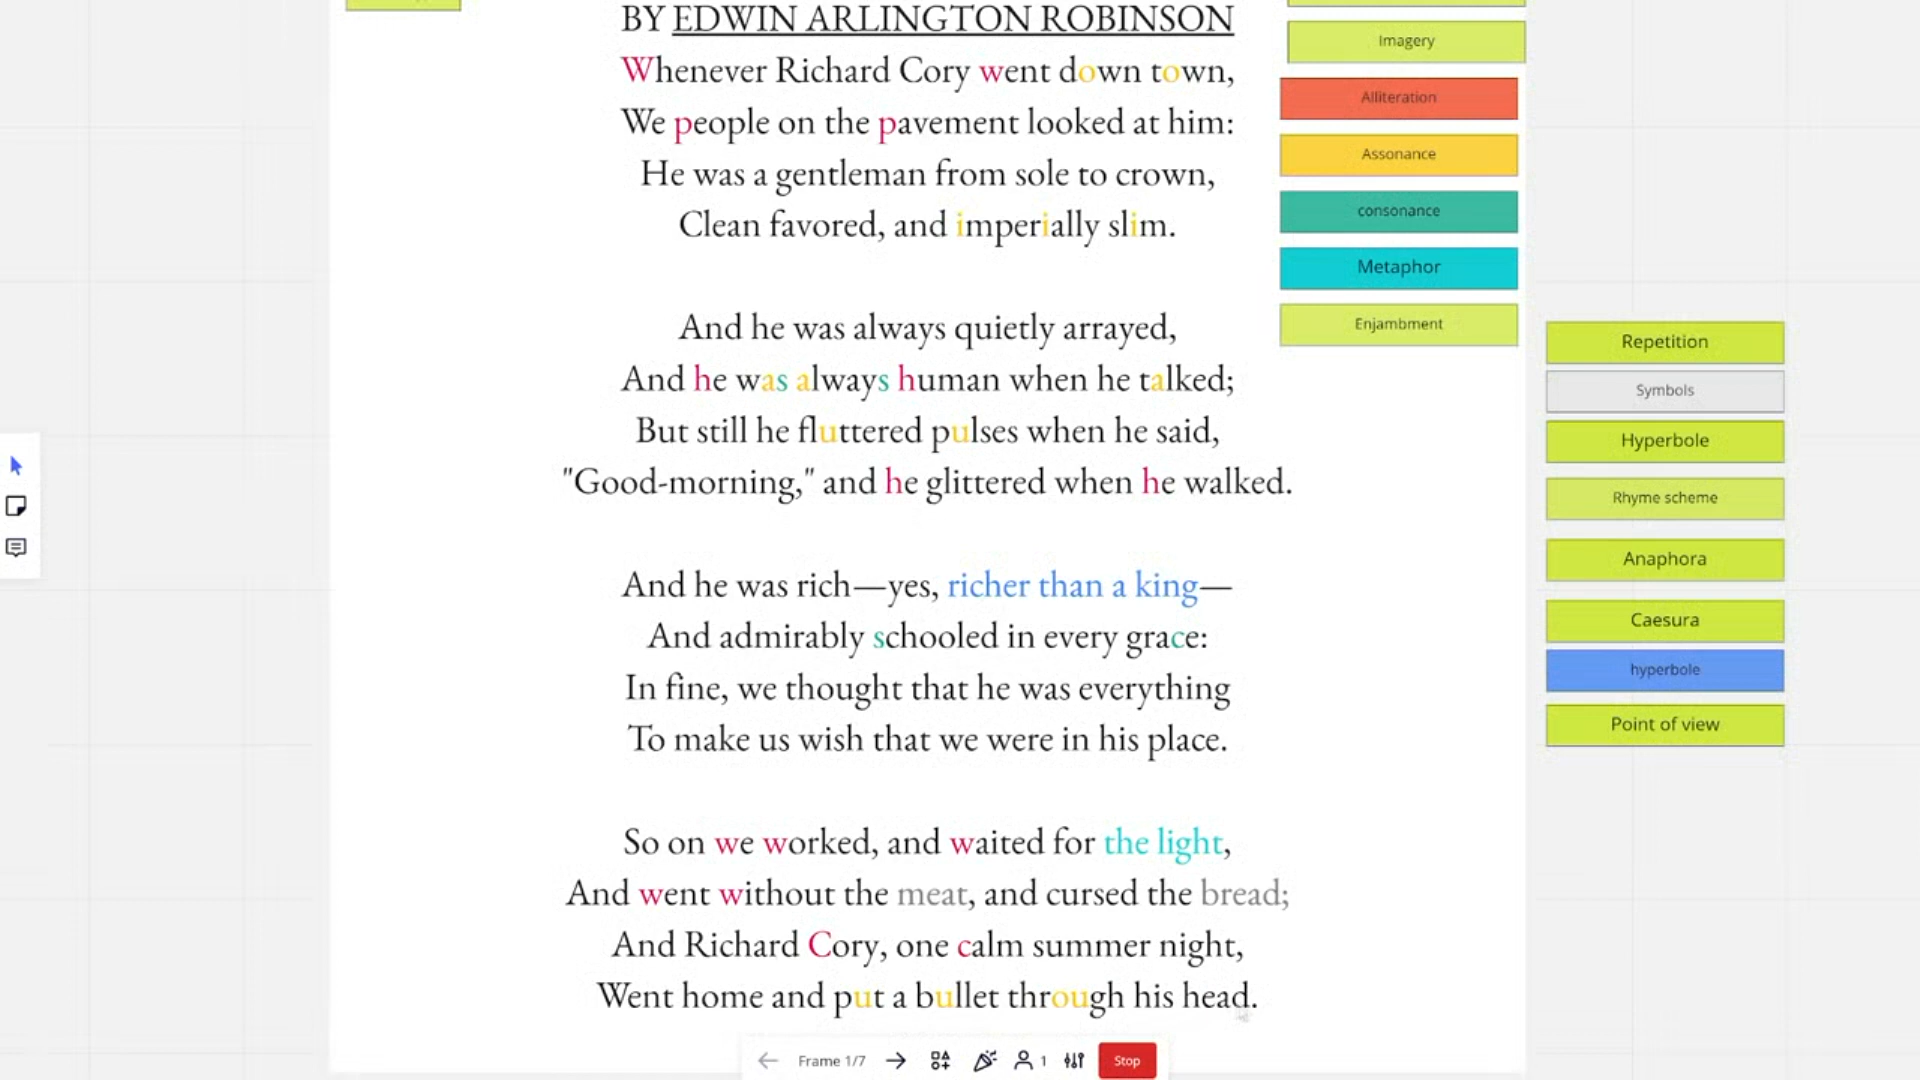 BY EDWIN ARLINGTON ROBINSON
Whenever Richard Cory went down town,
We people on the pavement looked at him:
He was a gentleman from sole to crown,
Clean favored, and imperially slim.
And he was always quietly arrayed,
And he was always human when he talked;
But still he fluttered pulses when he said,
"Good-morning," and he glittered when he walked.
And he was rich—yes, richer than a king—
And admirably schooled in every grace:
In fine, we thought that he was everything
To make us wish that we were in his place.
So on we worked, and waited for the light,
And went without the meat, and cursed the bread;
And Richard Cory, one calm summer night,
Went home and put a bullet through his head.
Imagery
Alliteration
Assonance
consonance
Metaphor
Enjambment
Repetition
Symbols
Hyperbole
Rhyme scheme
Anaphora
Caesura
hyperbole
Point of view
Frame 1/7
1
Stop